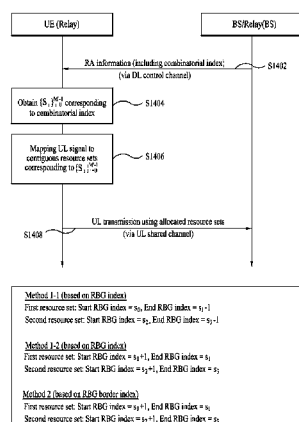 UE (Relay)
BS/Relay(BS)
RA information (including combinatorial index)
(via DL control channel)
S1402
Obtain {Sᵢ}ᵢ₌₀ᴹ⁻¹ corresponding
to combinatorial index
S1404
Mapping UL signal to
contiguous resource sets
corresponding to {Sᵢ}ᵢ₌₀ᴹ⁻¹
S1406
UL transmission using allocated resource sets
(via UL shared channel)
S1408
Method 1-1 (based on RBG index)
First resource set: Start RBG index = s₀, End RBG index = s₁-1
Second resource set: Start RBG index = s₂, End RBG index = s₃-1
Method 1-2 (based on RBG index)
First resource set: Start RBG index = s₀+1, End RBG index = s₁
Second resource set: Start RBG index = s₂+1, End RBG index = s₃
Method 2 (based on RBG border index)
First resource set: Start RBG index = s₀+1, End RBG index = s₁
Second resource set: Start RBG index = s₂+1, End RBG index = s₃